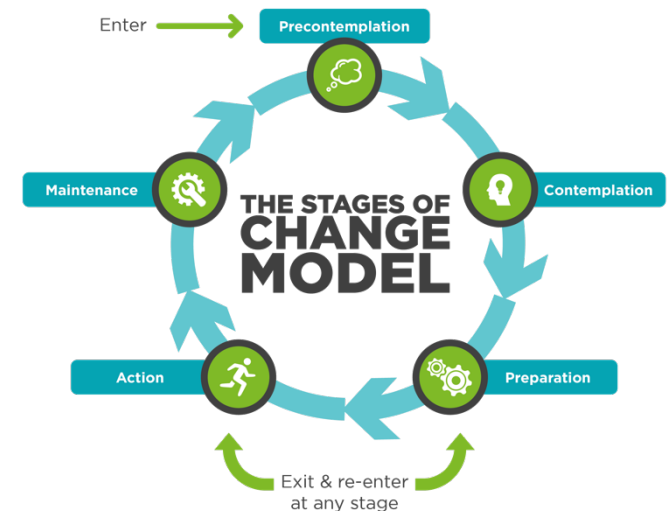 Enter
Precontemplation
Maintenance
THE STAGES OF
CHANGE
MODEL
Contemplation
Action
Preparation
Exit & re-enter
at any stage